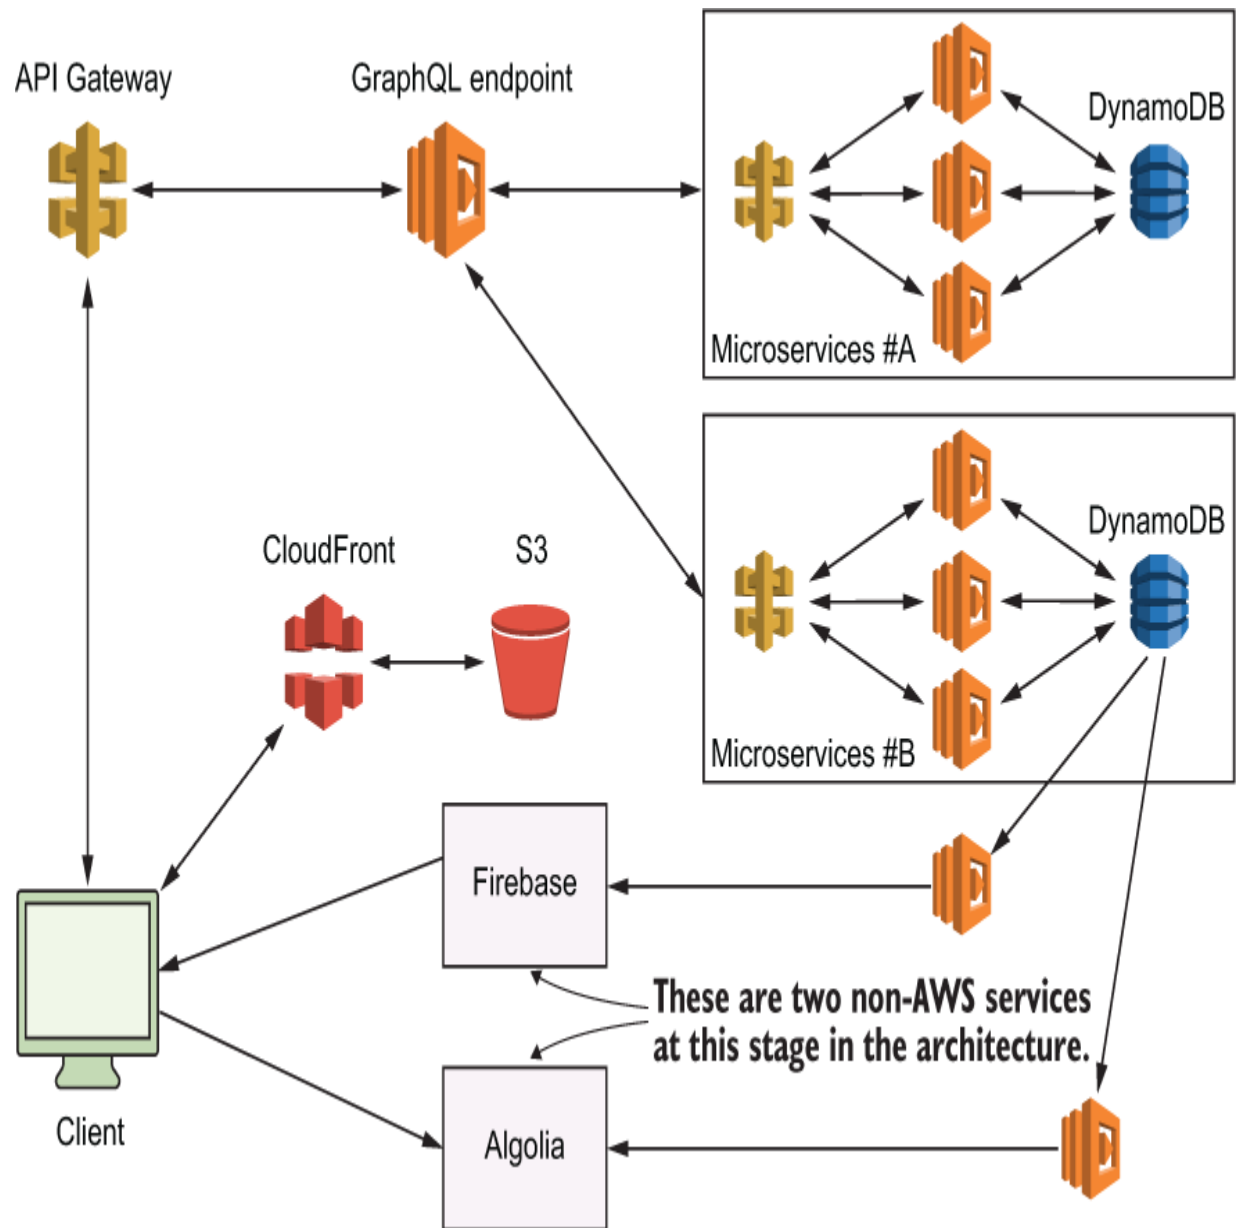 API Gateway
GraphQL endpoint
DynamoDB
Microservices #A
DynamoDB
CloudFront
S3
Microservices #B
Firebase
These are two non-AWS services
at this stage in the architecture.
Client
Algolia